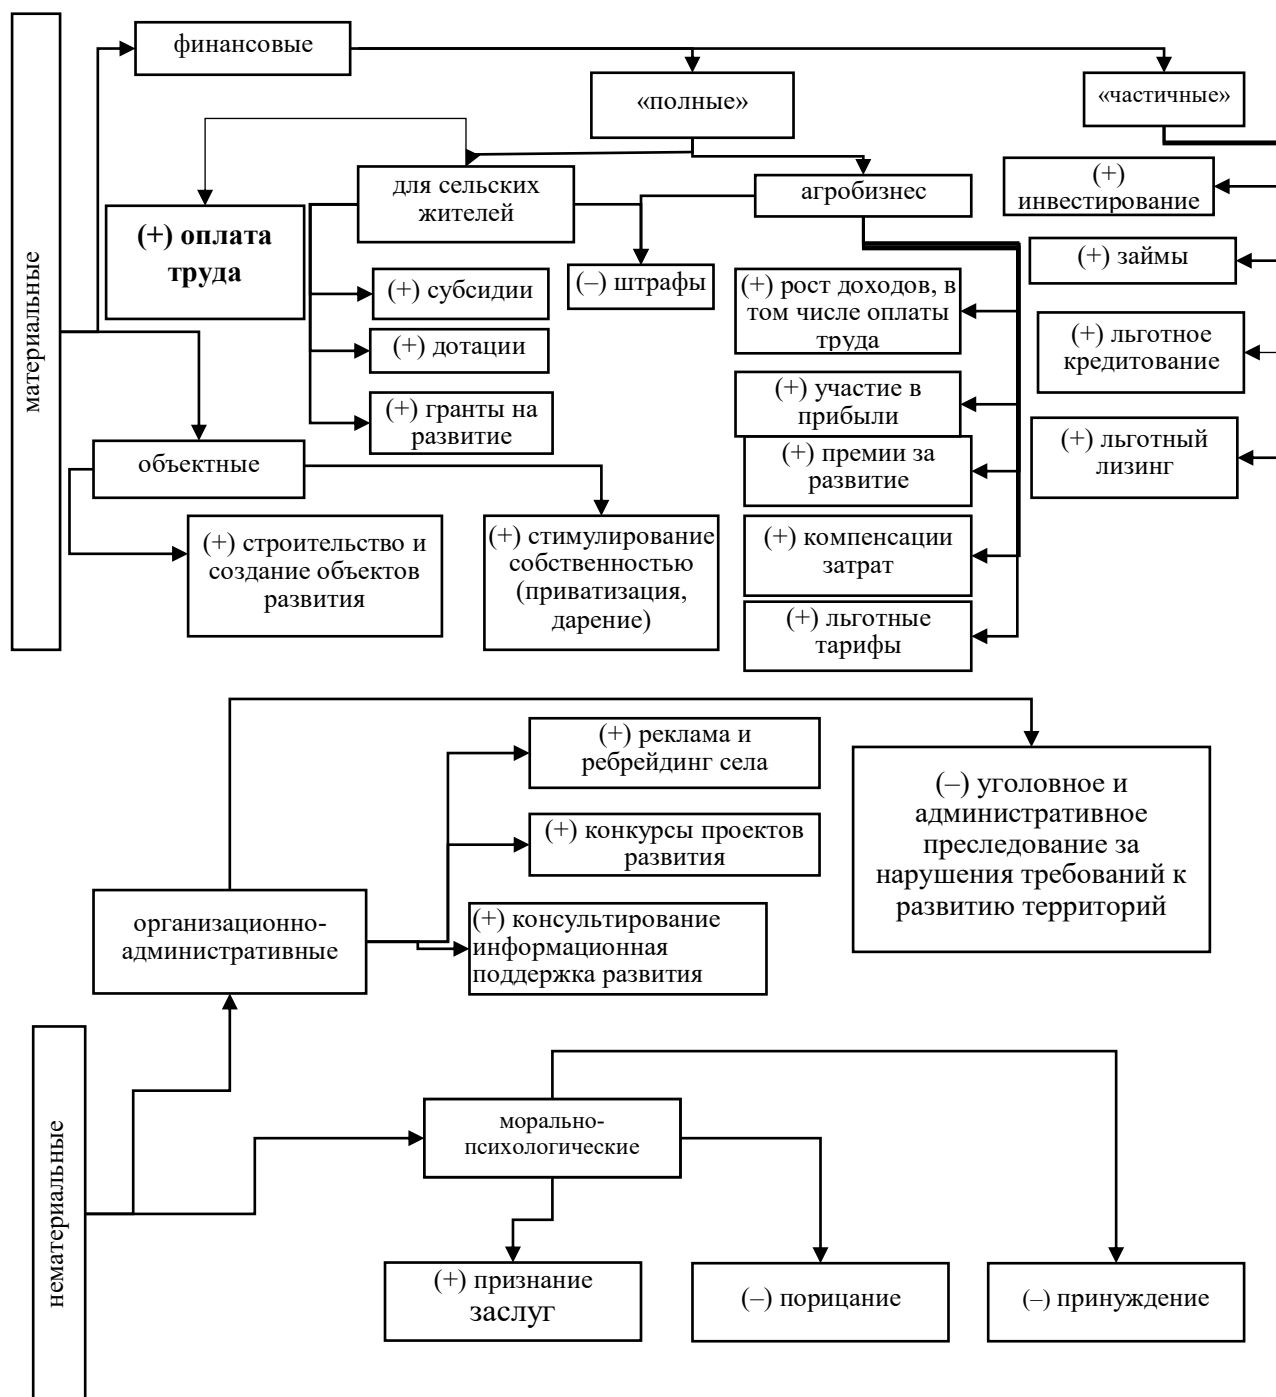 материальные
финансовые
«полные»
«частичные»
для сельских
жителей
агробизнес
(+)
инвестирование
(+) оплата
труда
(+) займы
(+) субсидии
(–) штрафы
(+) рост доходов, в
том числе оплаты
труда
(+) дотации
(+) льготное
кредитование
(+) гранты на
развитие
(+) участие в
прибыли
(+) льготный
лизинг
объектные
(+) премии за
развитие
(+) строительство и
создание объектов
развития
(+) стимулирование
собственностью
(приватизация,
дарение)
(+) компенсации
затрат
(+) льготные
тарифы
(+) реклама и
ребрейдинг села
(–) уголовное и
административное
преследование за
нарушения требований к
развитию территорий
(+) конкурсы проектов
развития
организационно-
административные
(+) консультирование
информационная
поддержка развития
нематериальные
морально-
психологические
(+) признание
заслуг
(–) порицание
(–) принуждение